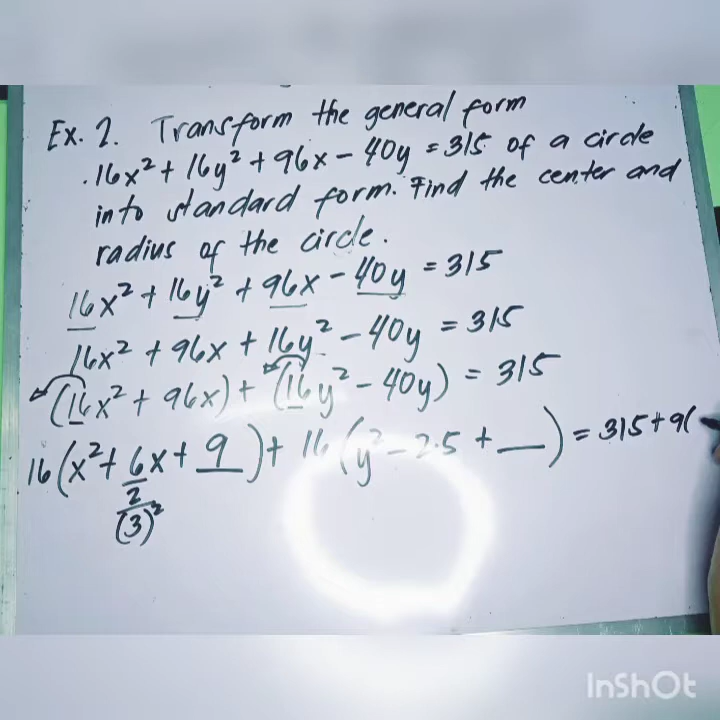 Ex. 2. Transform the general form
16x² + 16y² + 96x - 40y = 315 of a circle
into standard form. Find the center and
radius of the circle.
16x² + 16y² + 96x - 40y = 315
16x² + 96x + 16y² - 40y = 315
(16x² + 96x) + (16y² - 40y) = 315
16(x² + 6x + 9) + 16(y² - 2.5 + __) = 315 + 9(
2
(3)²
InShOt